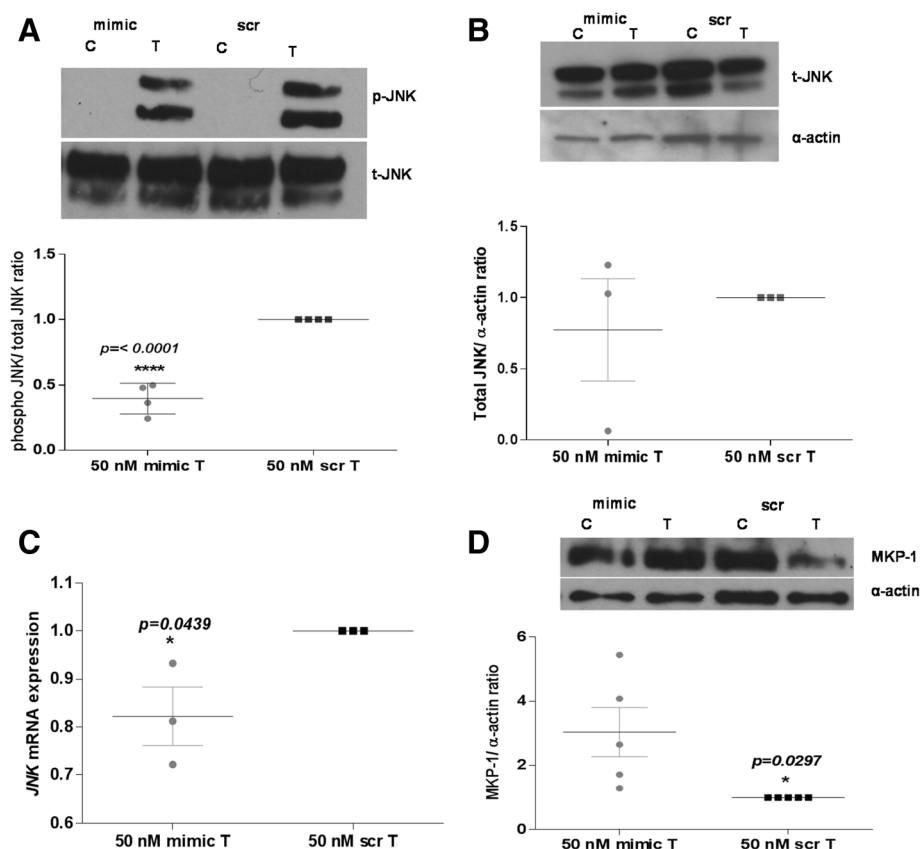 A
mimic scr
C T C T
p-JNK
t-JNK
phospho JNK/ total JNK ratio
1.5
1.0
0.5
0.0
p=< 0.0001
****
50 nM mimic T 50 nM scr T
B
mimic scr
C T C T
t-JNK
α-actin
Total JNK/ α-actin ratio
1.5
1.0
0.5
0.0
50 nM mimic T 50 nM scr T
C
JNK mRNA expression
1.1
1.0
0.9
0.8
0.7
0.6
p=0.0439
*
50 nM mimic T 50 nM scr T
D
mimic scr
C T C T
MKP-1
α-actin
MKP-1/ α-actin ratio
6
4
2
0
p=0.0297
*
50 nM mimic T 50 nM scr T